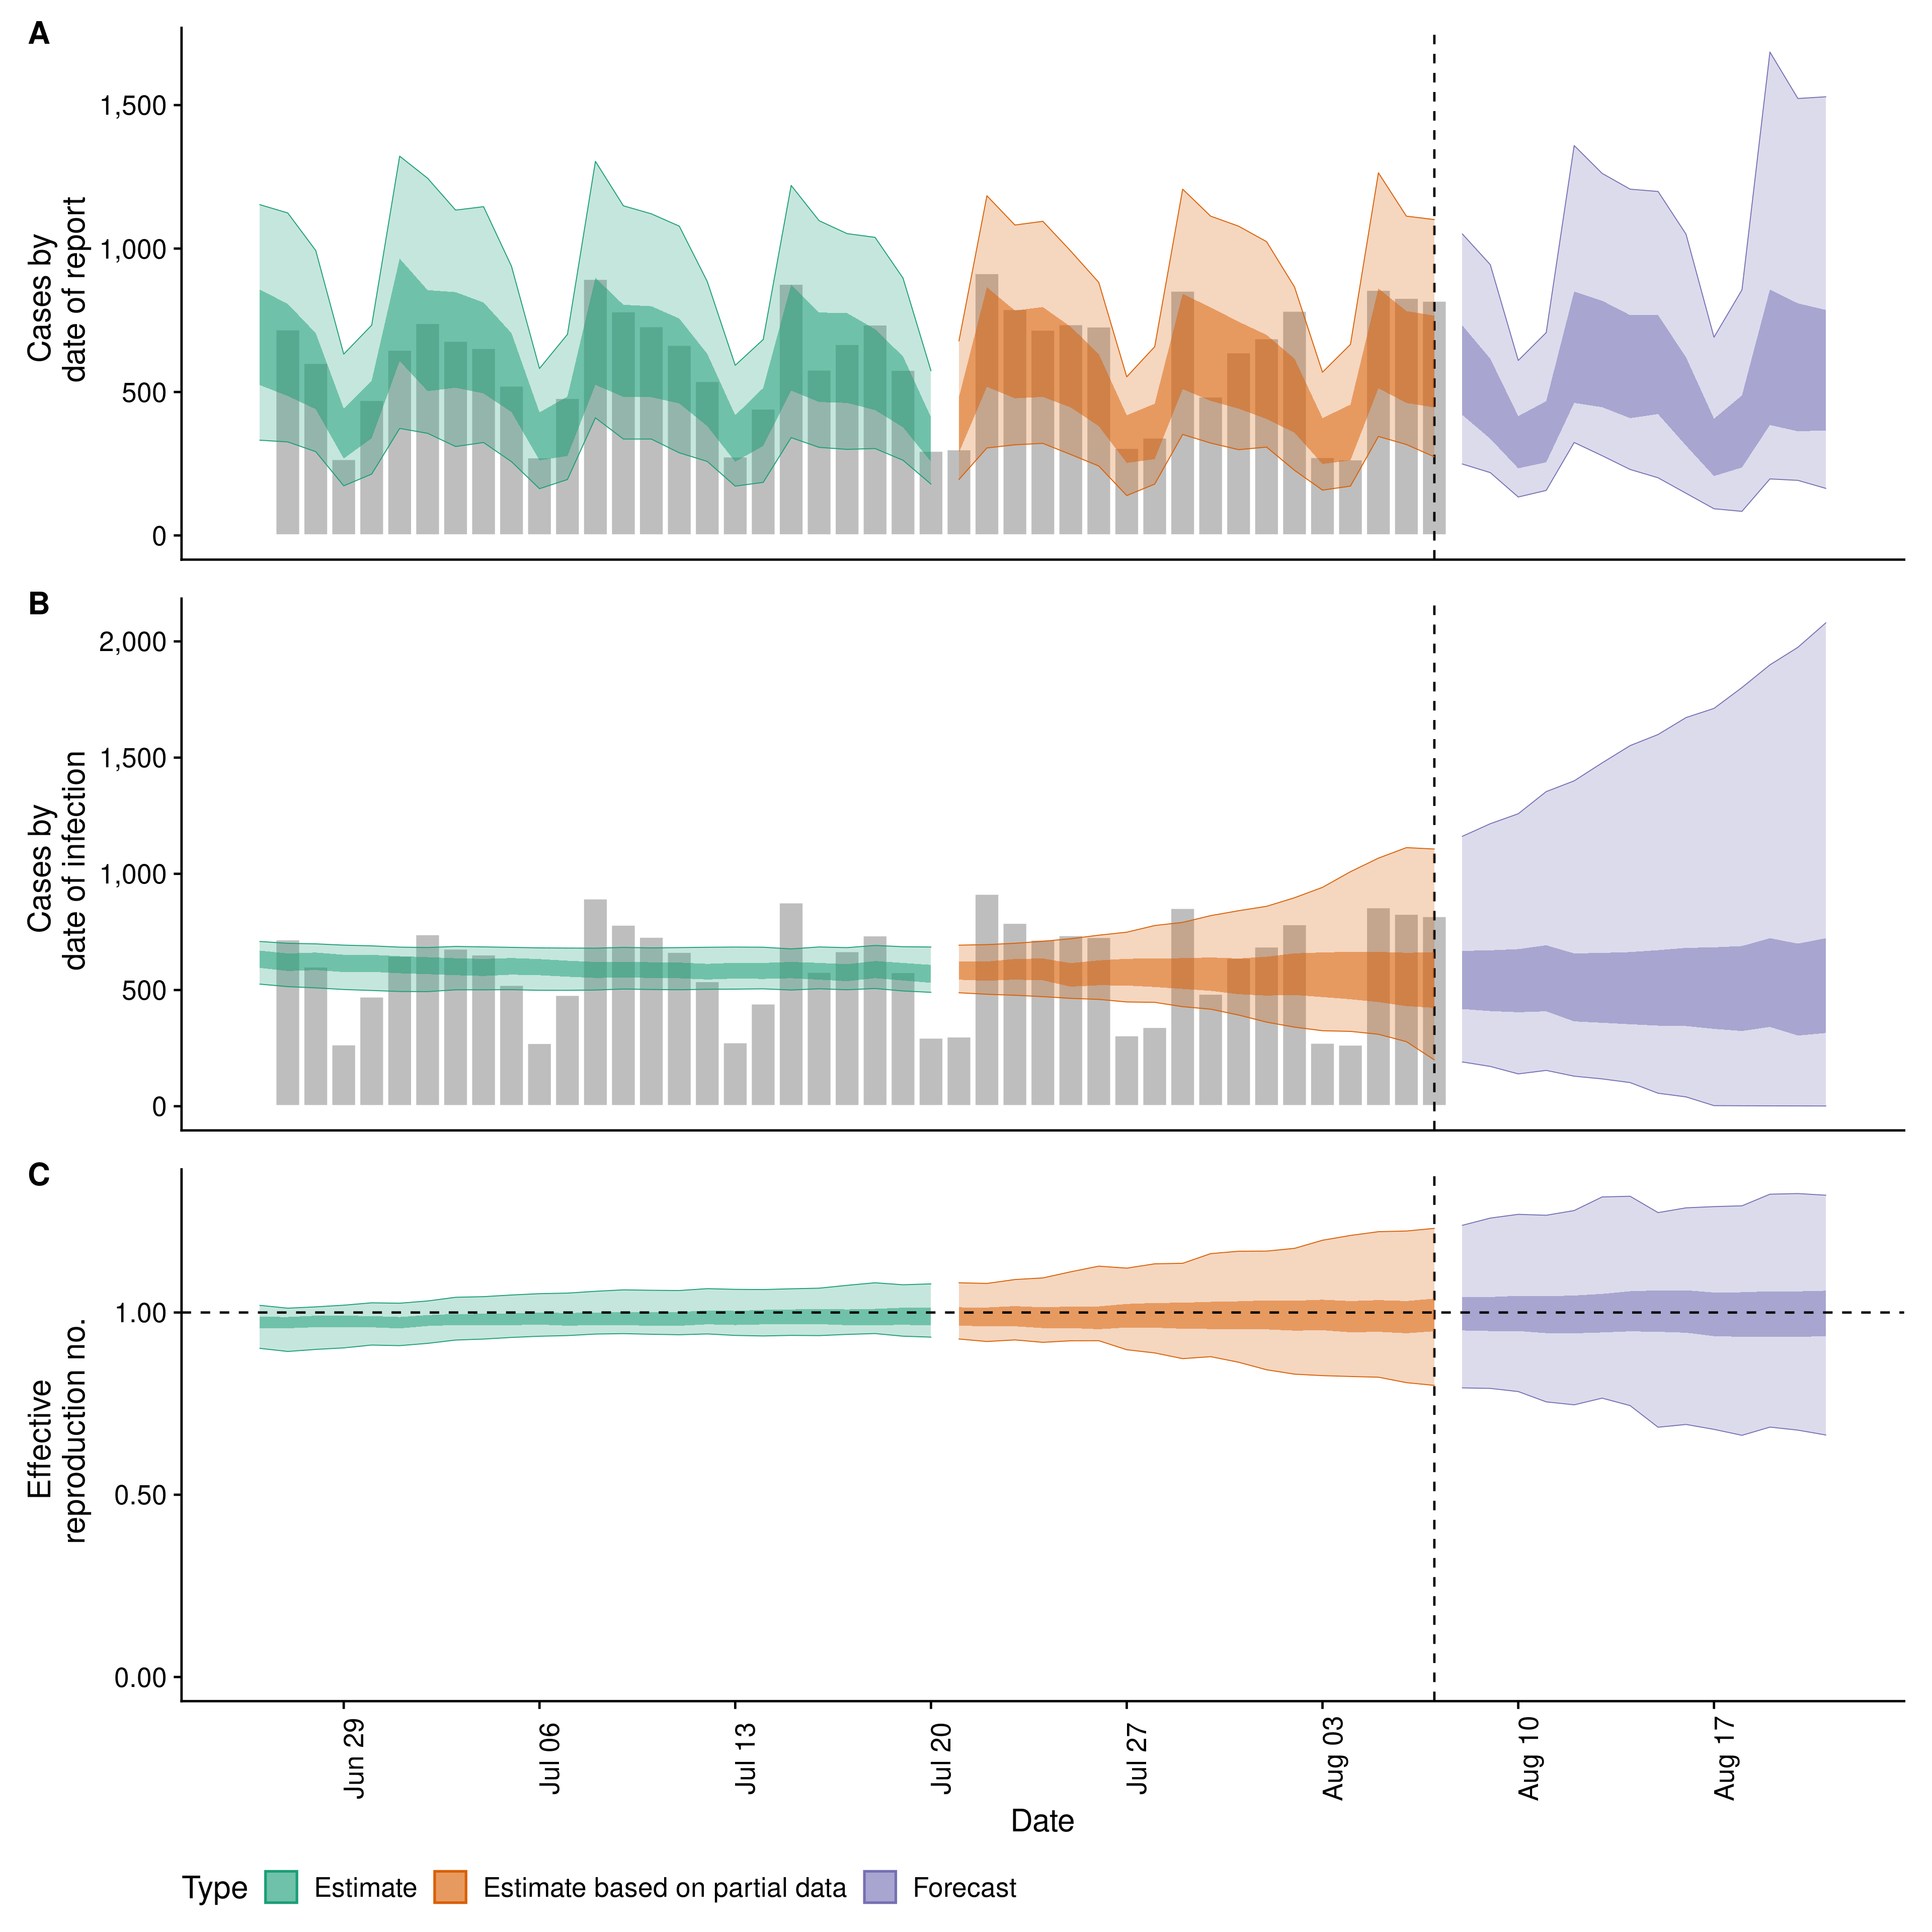 A
Cases by
date of report
1,500
1,000
500
0
B
Cases by
date of infection
2,000
1,500
1,000
500
0
C
Effective
reproduction no.
1.00
0.50
0.00
Jun 29
Jul 06
Jul 13
Jul 20
Jul 27
Aug 03
Aug 10
Aug 17
Date
Type
Estimate
Estimate based on partial data
Forecast